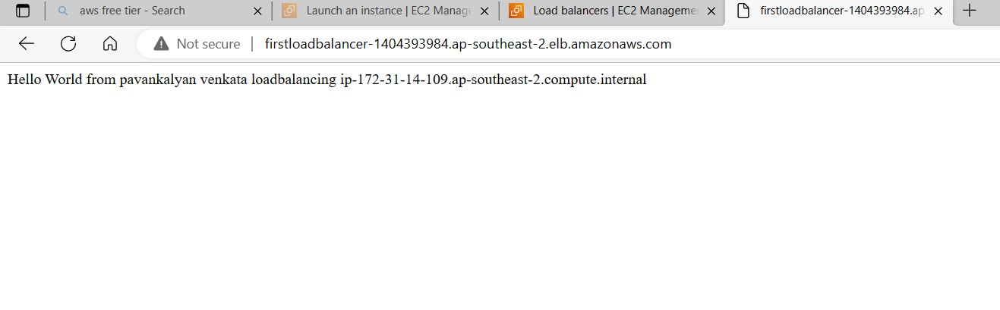 aws free tier - Search
Launch an instance | EC2 Manage
Load balancers | EC2 Manageme
firstloadbalancer-1404393984.ap
Not secure
firstloadbalancer-1404393984.ap-southeast-2.elb.amazonaws.com
Hello World from pavankalyan venkata loadbalancing ip-172-31-14-109.ap-southeast-2.compute.internal